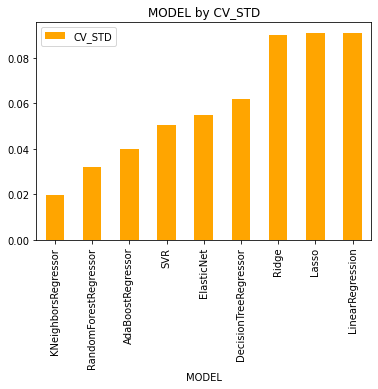 MODEL by CV_STD
CV_STD
0.08
0.06
0.04
0.02
0.00
KNeighborsRegressor
RandomForestRegressor
AdaBoostRegressor
SVR
ElasticNet
DecisionTreeRegressor
Ridge
Lasso
LinearRegression
MODEL